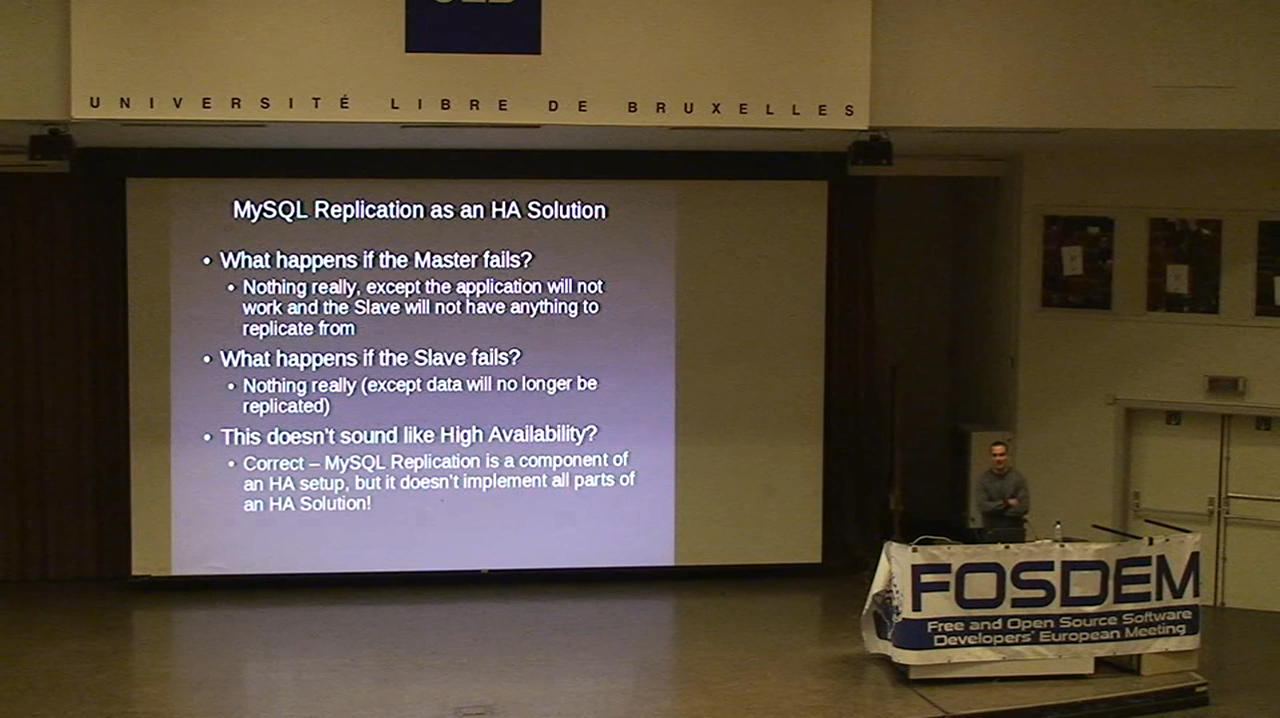 UNIVERSITÉ LIBRE DE BRUXELLES
MySQL Replication as an HA Solution
• What happens if the Master fails?
• Nothing really, except the application will not
work and the Slave will not have anything to
replicate from
• What happens if the Slave fails?
• Nothing really (except data will no longer be
replicated)
• This doesn't sound like High Availability?
• Correct – MySQL Replication is a component of
an HA setup, but it doesn't implement all parts of
an HA Solution!
FOSDEM
Free and Open Source Software
Developers' European Meeting